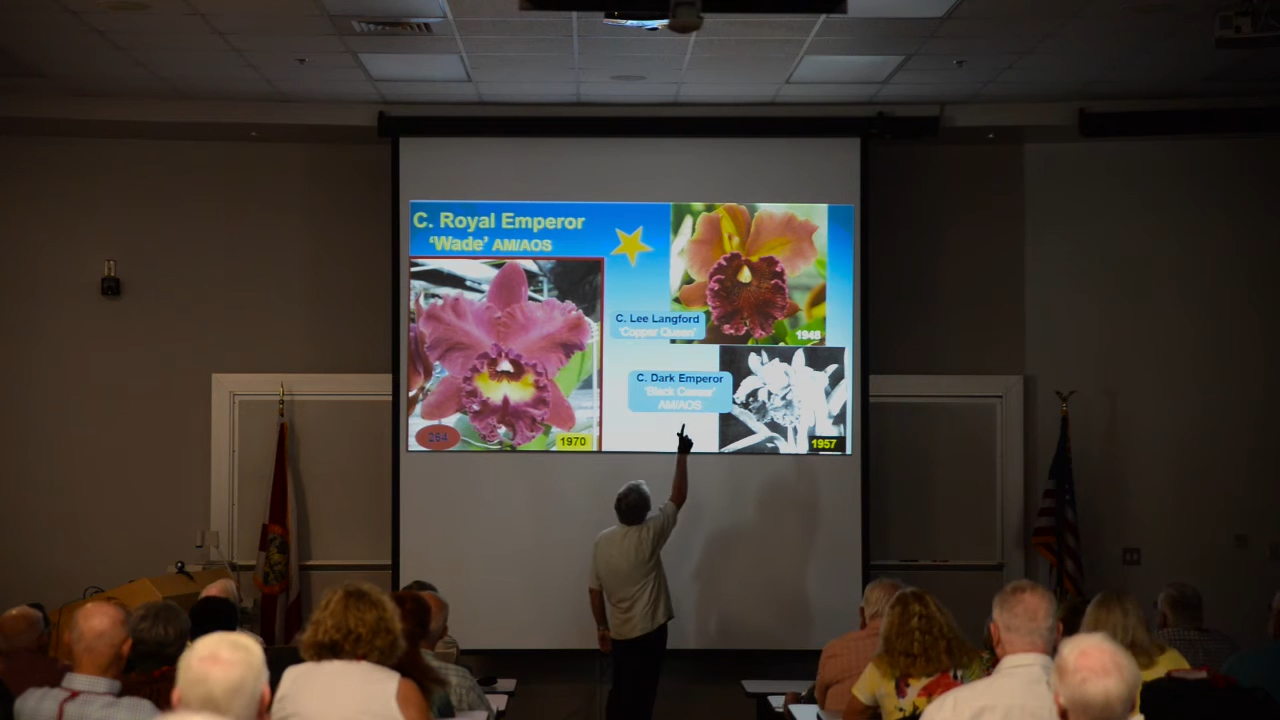 C. Royal Emperor
'Wade' AM/AOS
C. Lee Langford
'Copper Queen'
1948
C. Dark Emperor
'Black Caesar'
AM/AOS
264
1970
1957